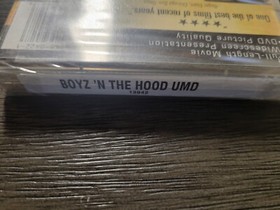 BOYZ 'N THE HOOD UMD
"★★★★
One of the best films of recent years"
Full-Length Movie
Widescreen Presentation
DVD Picture Quality